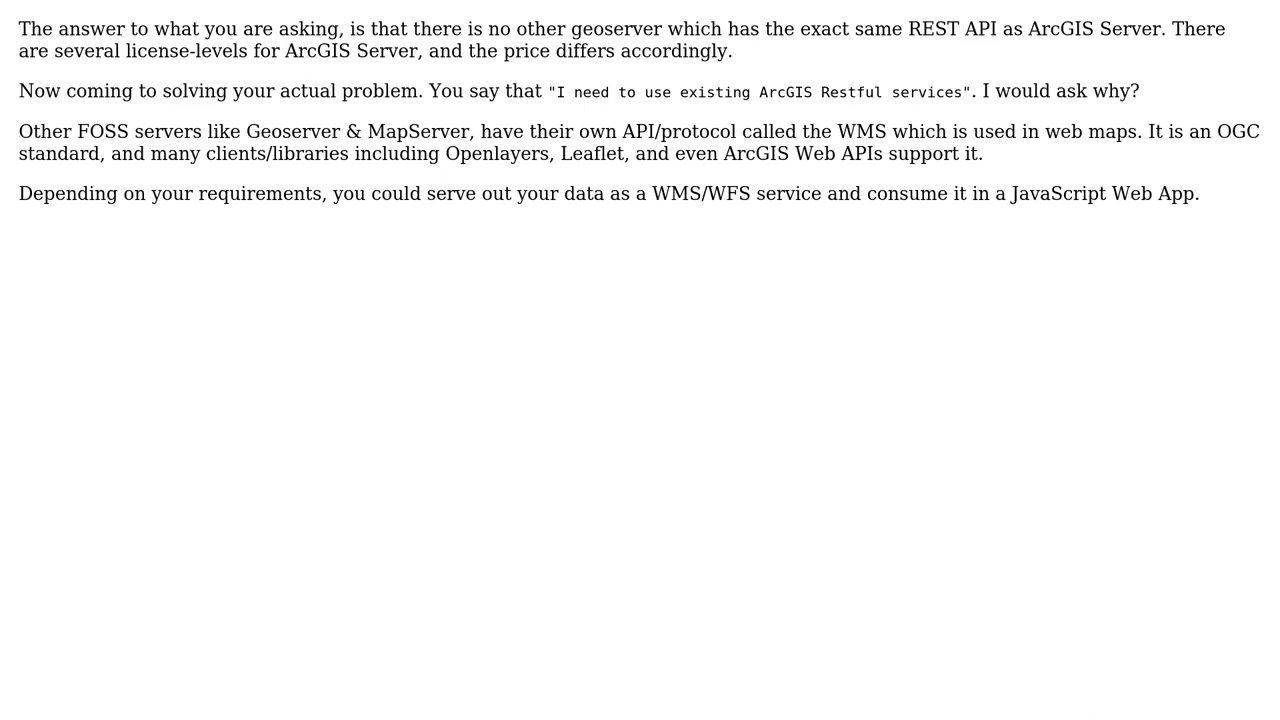 The answer to what you are asking, is that there is no other geoserver which has the exact same REST API as ArcGIS Server. There
are several license-levels for ArcGIS Server, and the price differs accordingly.
Now coming to solving your actual problem. You say that "I need to use existing ArcGIS Restful services". I would ask why?
Other FOSS servers like Geoserver & MapServer, have their own API/protocol called the WMS which is used in web maps. It is an OGC
standard, and many clients/libraries including Openlayers, Leaflet, and even ArcGIS Web APIs support it.
Depending on your requirements, you could serve out your data as a WMS/WFS service and consume it in a JavaScript Web App.